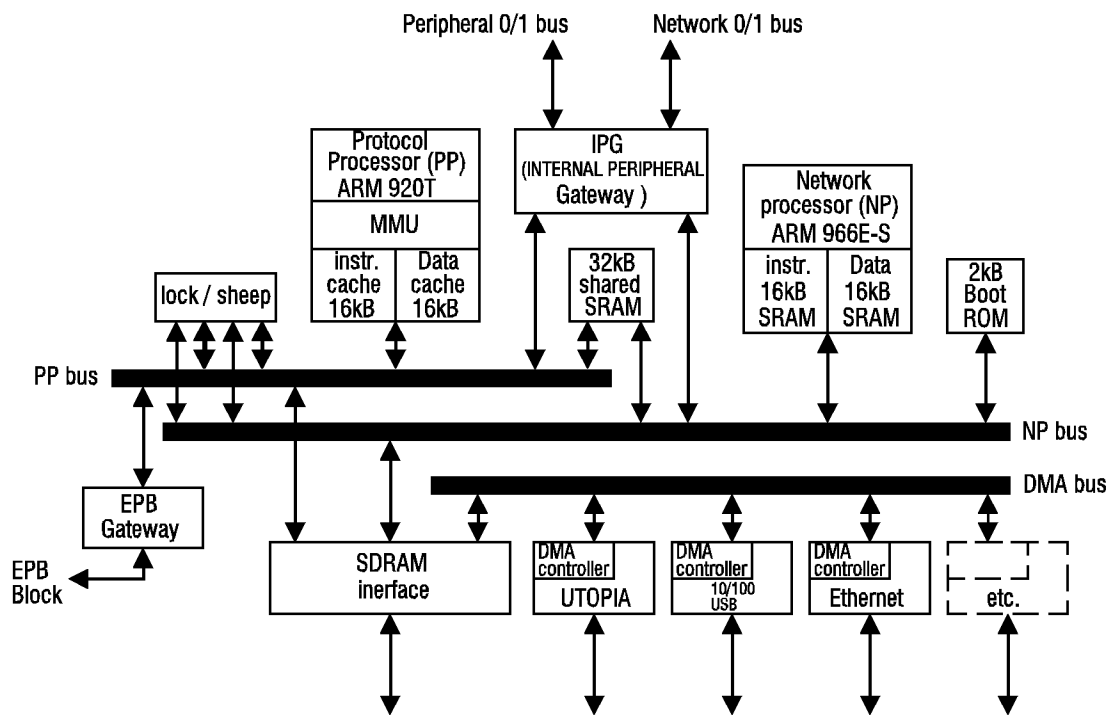 Peripheral 0/1 bus
Network 0/1 bus
Protocol
Processor (PP)
ARM 920T
MMU
instr.
cache
16kB
Data
cache
16kB
IPG
(INTERNAL PERIPHERAL
Gateway )
Network
processor (NP)
ARM 966E-S
instr.
16kB
SRAM
Data
16kB
SRAM
lock / sheep
32kB
shared
SRAM
2kB
Boot
ROM
PP bus
NP bus
DMA bus
EPB
Gateway
EPB
Block
SDRAM
inerface
DMA
controller
UTOPIA
DMA
controller
10/100
USB
DMA
controller
Ethernet
etc.